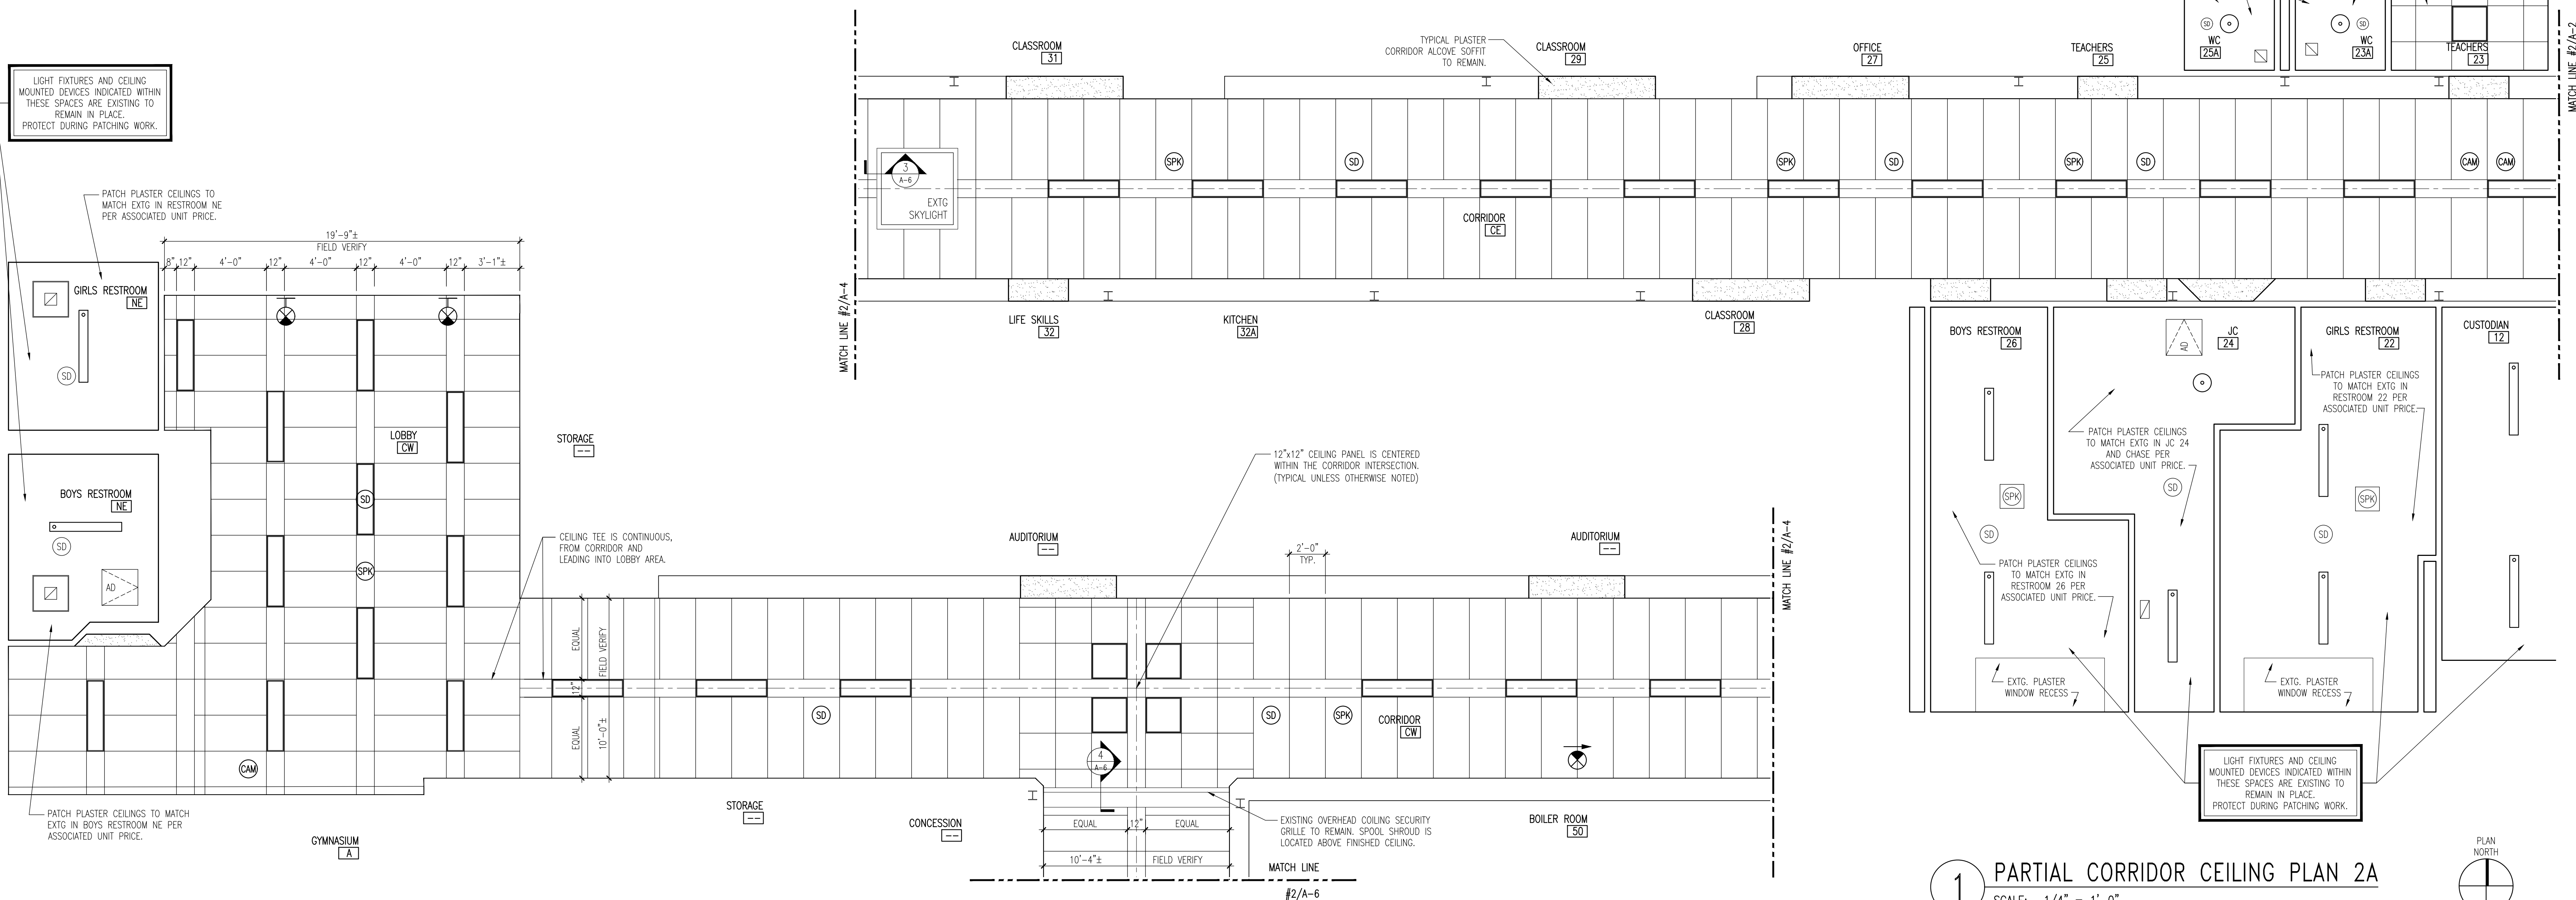 LIGHT FIXTURES AND CEILING
MOUNTED DEVICES INDICATED WITHIN
THESE SPACES ARE EXISTING TO
REMAIN IN PLACE.
PROTECT DURING PATCHING WORK.
PATCH PLASTER CEILINGS TO
MATCH EXTG IN RESTROOM NE
PER ASSOCIATED UNIT PRICE.
19'-9"±
FIELD VERIFY
8"
12"
4'-0"
12"
4'-0"
12"
4'-0"
12"
3'-1"±
GIRLS RESTROOM
NE
SD
BOYS RESTROOM
NE
SD
AD
LOBBY
CW
SD
SPK
CAM
STORAGE
--
CEILING TEE IS CONTINUOUS,
FROM CORRIDOR AND
LEADING INTO LOBBY AREA.
PATCH PLASTER CEILINGS TO MATCH
EXTG IN BOYS RESTROOM NE PER
ASSOCIATED UNIT PRICE.
GYMNASIUM
A
EQUAL
12"
EQUAL
FIELD VERIFY
10'-0"±
STORAGE
--
CONCESSION
--
SD
AUDITORIUM
--
12"x12" CEILING PANEL IS CENTERED
WITHIN THE CORRIDOR INTERSECTION.
(TYPICAL UNLESS OTHERWISE NOTED)
2'-0"
TYP.
AUDITORIUM
--
SD
SPK
CORRIDOR
CW
4
A-6
EQUAL
12"
EQUAL
10'-4"±
FIELD VERIFY
EXISTING OVERHEAD COILING SECURITY
GRILLE TO REMAIN. SPOOL SHROUD IS
LOCATED ABOVE FINISHED CEILING.
MATCH LINE
#2/A-6
BOILER ROOM
50
MATCH LINE #2/A-4
MATCH LINE #2/A-4
CLASSROOM
31
TYPICAL PLASTER
CORRIDOR ALCOVE SOFFIT
TO REMAIN.
CLASSROOM
29
OFFICE
27
TEACHERS
25
SD
WC
25A
SD
WC
23A
TEACHERS
23
MATCH LINE #2/A-2
3
A-6
EXTG
SKYLIGHT
SPK
SD
SPK
SD
SPK
SD
CAM
CAM
CORRIDOR
CE
LIFE SKILLS
32
KITCHEN
32A
CLASSROOM
28
BOYS RESTROOM
26
AD
JC
24
GIRLS RESTROOM
22
CUSTODIAN
12
PATCH PLASTER CEILINGS
TO MATCH EXTG IN
RESTROOM 22 PER
ASSOCIATED UNIT PRICE.
PATCH PLASTER CEILINGS
TO MATCH EXTG IN JC 24
AND CHASE PER
ASSOCIATED UNIT PRICE.
SPK
SD
SD
SPK
SD
PATCH PLASTER CEILINGS
TO MATCH EXTG IN
RESTROOM 26 PER
ASSOCIATED UNIT PRICE.
EXTG. PLASTER
WINDOW RECESS
EXTG. PLASTER
WINDOW RECESS
LIGHT FIXTURES AND CEILING
MOUNTED DEVICES INDICATED WITHIN
THESE SPACES ARE EXISTING TO
REMAIN IN PLACE.
PROTECT DURING PATCHING WORK.
1
PARTIAL CORRIDOR CEILING PLAN 2A
SCALE: 1/4" = 1'-0"
PLAN
NORTH